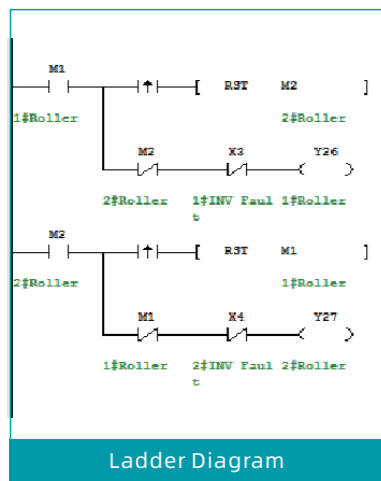 M1
[ RST M2 ]
1#Roller 2#Roller
M2 X3 Y26
2#Roller 1#INV Faul 1#Roller
t
M2
[ RST M1 ]
2#Roller 1#Roller
M1 X4 Y27
1#Roller 2#INV Faul 2#Roller
t
Ladder Diagram